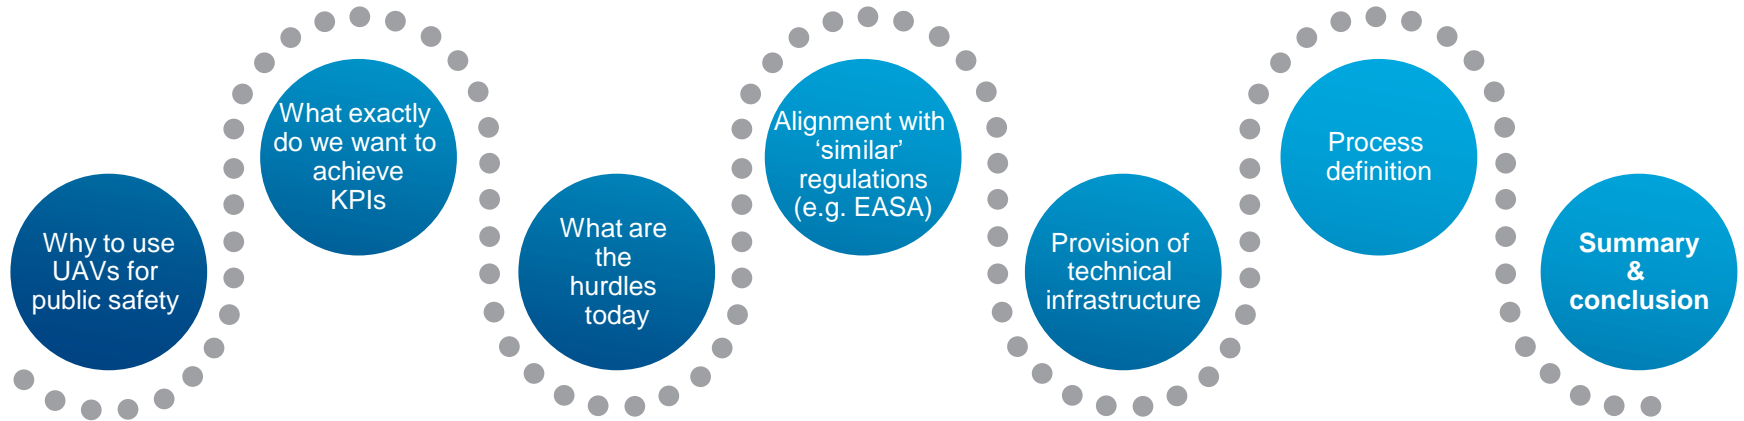 Why to use
UAVs for
public safety
What exactly
do we want to
achieve
KPIs
What are
the
hurdles
today
Alignment with
‘similar’
regulations
(e.g. EASA)
Provision of
technical
infrastructure
Process
definition
Summary
&
conclusion